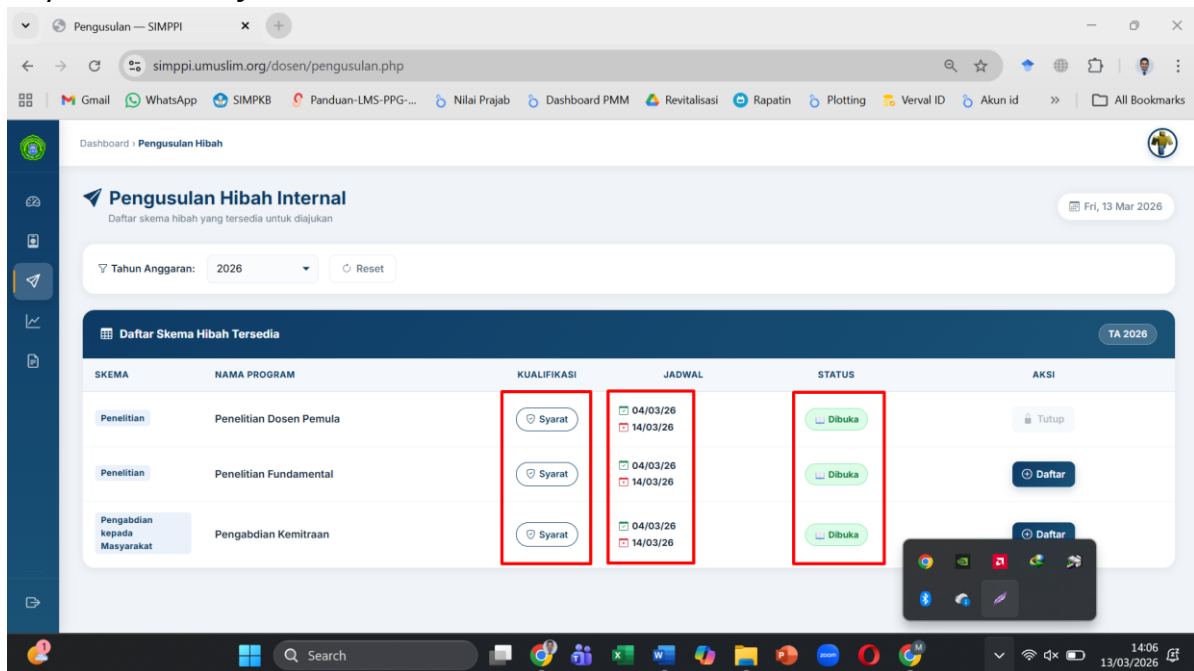 Pengusulan — SIMPPI
simppi.umuslim.org/dosen/pengusulan.php
Gmail WhatsApp SIMPKB Panduan-LMS-PPG-... Nilai Prajab Dashboard PMM Revitalisasi Rapatin Plotting Verval ID Akun id » All Bookmarks
Dashboard › Pengusulan Hibah
Pengusulan Hibah Internal
Daftar skema hibah yang tersedia untuk diajukan
Fri, 13 Mar 2026
Tahun Anggaran: 2026 Reset
Daftar Skema Hibah Tersedia TA 2026
SKEMA NAMA PROGRAM KUALIFIKASI JADWAL STATUS AKSI
Penelitian Penelitian Dosen Pemula Syarat 04/03/26 Dibuka Tutup
14/03/26
Penelitian Penelitian Fundamental Syarat 04/03/26 Dibuka Daftar
14/03/26
Pengabdian
kepada
Masyarakat
Pengabdian Kemitraan Syarat 04/03/26 Dibuka Daftar
14/03/26
Search
zoom
14:06
13/03/2026